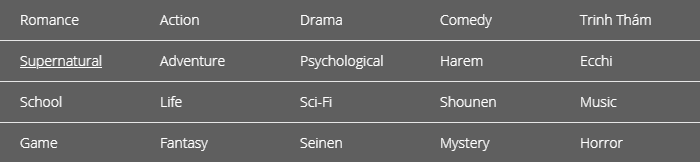 Romance Action Drama Comedy Trinh Thám
Supernatural Adventure Psychological Harem Ecchi
School Life Sci-Fi Shounen Music
Game Fantasy Seinen Mystery Horror